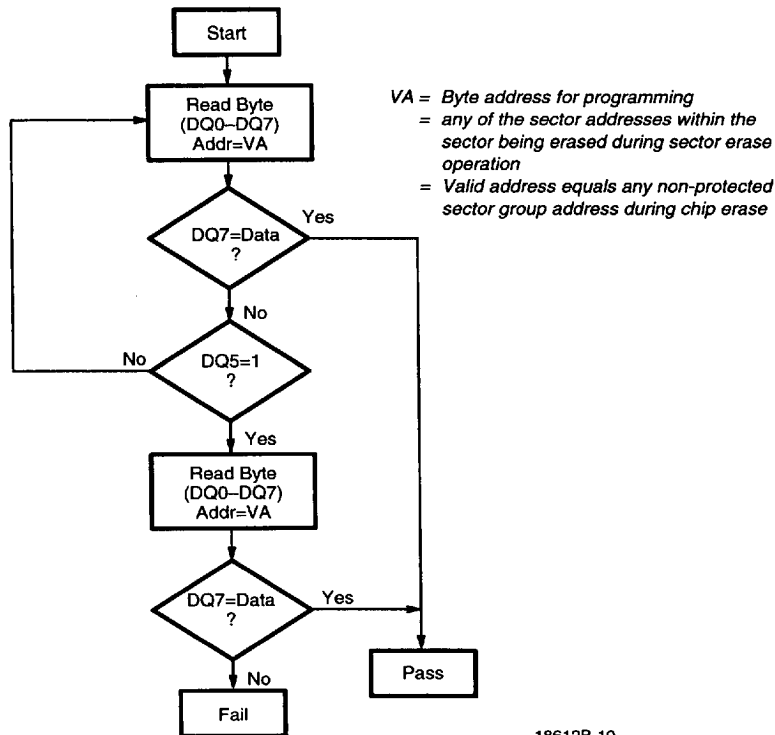 Start
Read Byte
(DQ0–DQ7)
Addr=VA
VA = Byte address for programming
= any of the sector addresses within the
sector being erased during sector erase
operation
= Valid address equals any non-protected
sector group address during chip erase
DQ7=Data
?
Yes
No
DQ5=1
?
No
Yes
Read Byte
(DQ0–DQ7)
Addr=VA
DQ7=Data
?
Yes
No
Pass
Fail
18612B-10